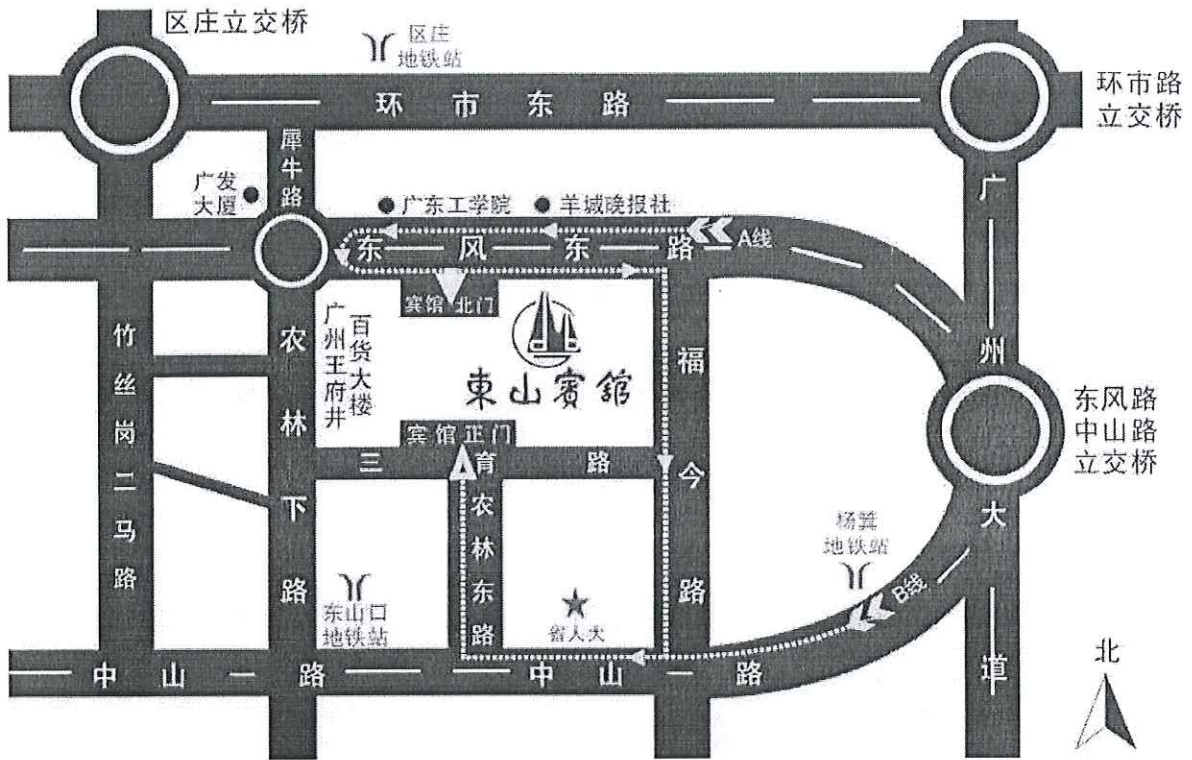 区庄立交桥
区庄
地铁站
环市东路
环市路
立交桥
犀牛路
广发
大厦
广东工学院
羊城晚报社
东风东路
A线
广州大道
宾馆北门
広州王府井
百货大楼
東山賓舘
竹丝岗二马路
农林下路
福今路
东风路
中山路
立交桥
宾馆正门
三育路
农林东路
杨箕
地铁站
B线
东山口
地铁站
省人大
中山一路
中山一路
北